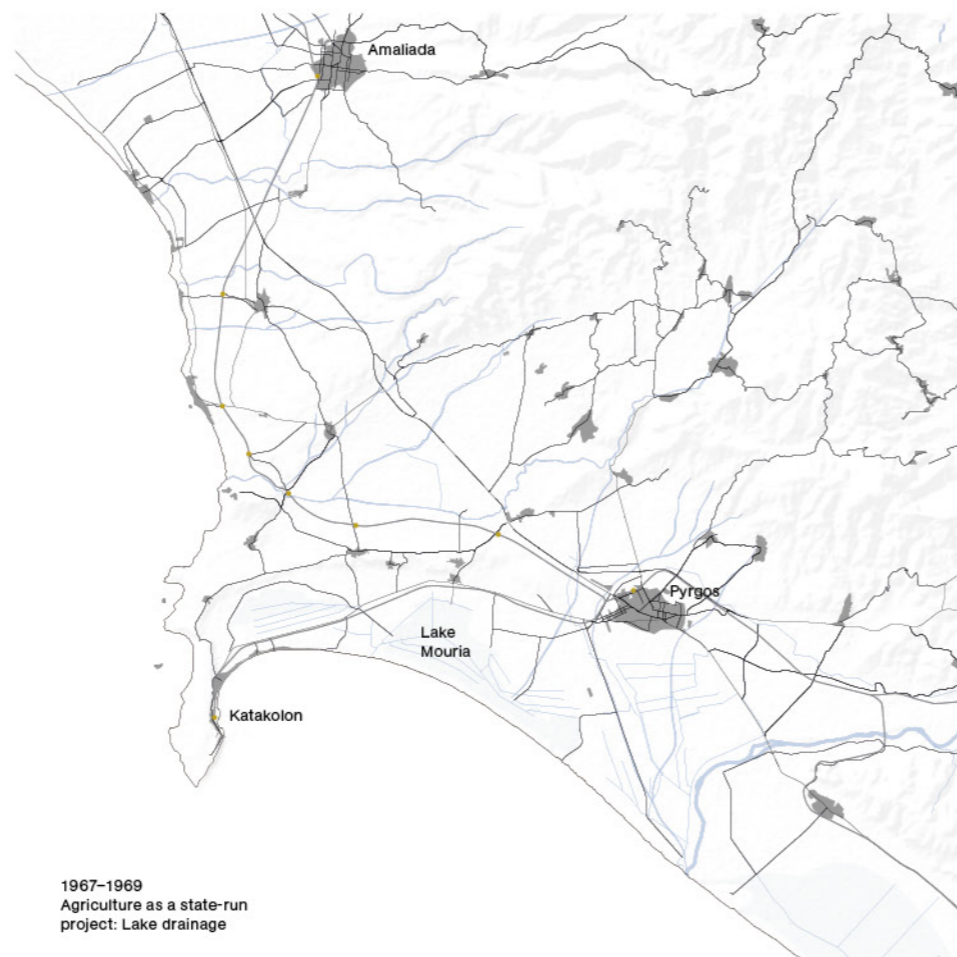 Amaliada
Pyrgos
Lake
Mouria
Katakolon
1967–1969
Agriculture as a state-run
project: Lake drainage